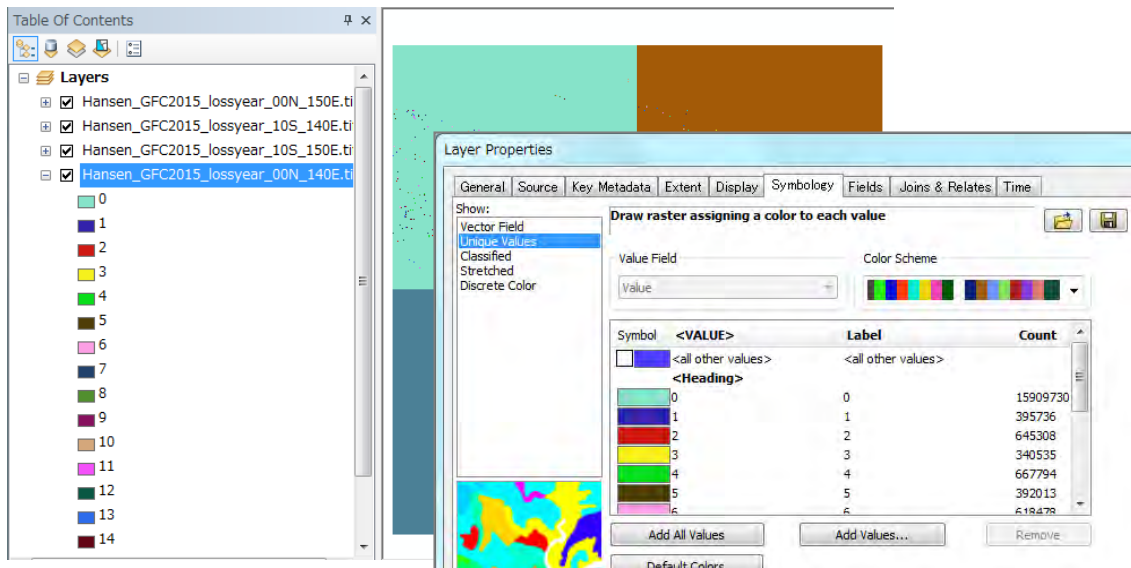 Table Of Contents
Layers
Hansen_GFC2015_lossyear_00N_150E.ti
Hansen_GFC2015_lossyear_10S_140E.ti
Hansen_GFC2015_lossyear_10S_150E.ti
Hansen_GFC2015_lossyear_00N_140E.ti
0
1
2
3
4
5
6
7
8
9
10
11
12
13
14
Layer Properties
General Source Key Metadata Extent Display Symbology Fields Joins & Relates Time
Show:
Vector Field
Unique Values
Classified
Stretched
Discrete Color
Draw raster assigning a color to each value
Value Field Color Scheme
Value
Symbol <VALUE> Label Count
<all other values> <all other values>
<Heading>
0 0 15909730
1 1 395736
2 2 645308
3 3 340535
4 4 667794
5 5 392013
6 6 618478
Add All Values Add Values... Remove
Default Colors